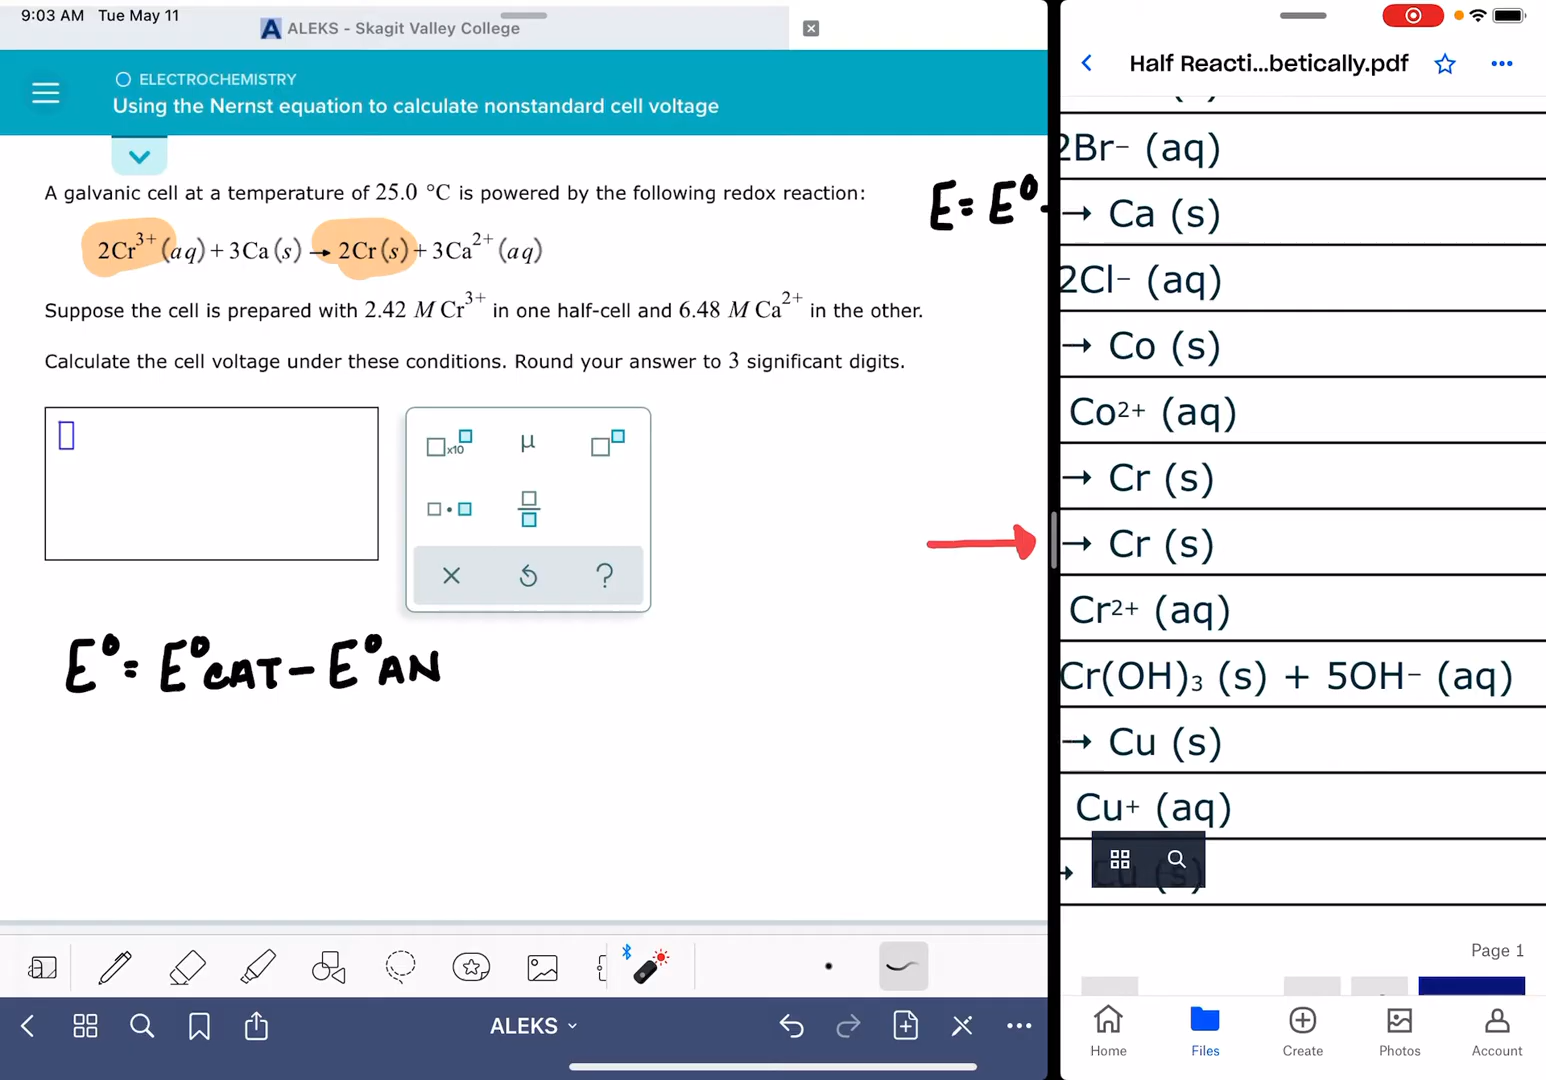 9:03 AM Tue May 11
ALEKS - Skagit Valley College
ELECTROCHEMISTRY
Using the Nernst equation to calculate nonstandard cell voltage
A galvanic cell at a temperature of 25.0 °C is powered by the following redox reaction:
2Cr³⁺(aq)+3Ca(s) → 2Cr(s)+3Ca²⁺(aq)
Suppose the cell is prepared with 2.42 M Cr³⁺ in one half-cell and 6.48 M Ca²⁺ in the other.
Calculate the cell voltage under these conditions. Round your answer to 3 significant digits.
E = E⁰-
x10
μ
?
E⁰ = E⁰CAT - E⁰AN
ALEKS
Half Reacti...betically.pdf
2Br⁻ (aq)
→ Ca (s)
2Cl⁻ (aq)
→ Co (s)
Co²⁺ (aq)
→ Cr (s)
→ Cr (s)
Cr²⁺ (aq)
Cr(OH)₃ (s) + 5OH⁻ (aq)
→ Cu (s)
Cu⁺ (aq)
→ Cu (s)
Page 1
Home
Files
Create
Photos
Account